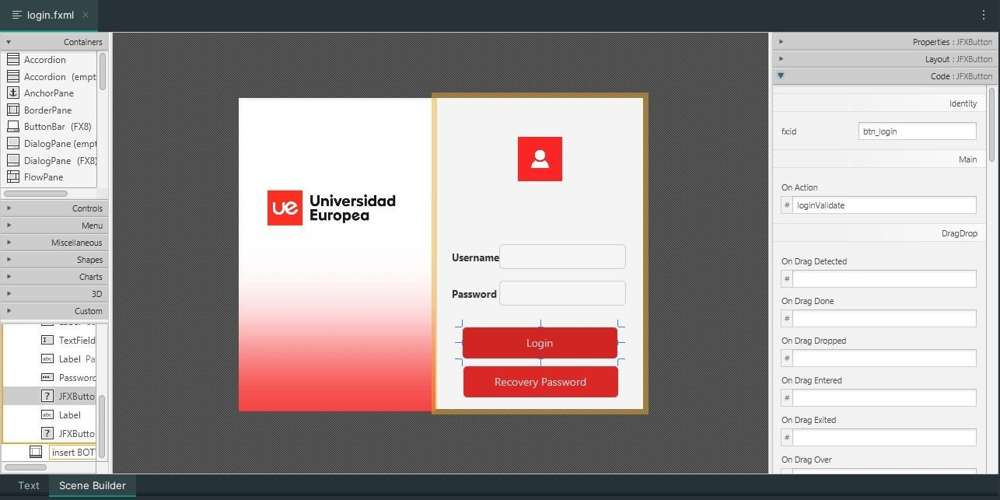 login.fxml
Containers
Accordion
Accordion (empt
AnchorPane
BorderPane
ButtonBar (FX8)
DialogPane (empt
DialogPane (FX8)
FlowPane
Controls
Menu
Miscellaneous
Shapes
Charts
3D
Custom
Label
TextField
Label Pa
Password
JFXButto
Label
JFXButto
insert BOT
ue Universidad
Europea
Username
Password
Login
Recovery Password
Properties : JFXButton
Layout : JFXButton
Code : JFXButton
Identity
fx:id btn_login
Main
On Action
# loginValidate
DragDrop
On Drag Detected
#
On Drag Done
#
On Drag Dropped
#
On Drag Entered
#
On Drag Exited
#
On Drag Over
Text Scene Builder